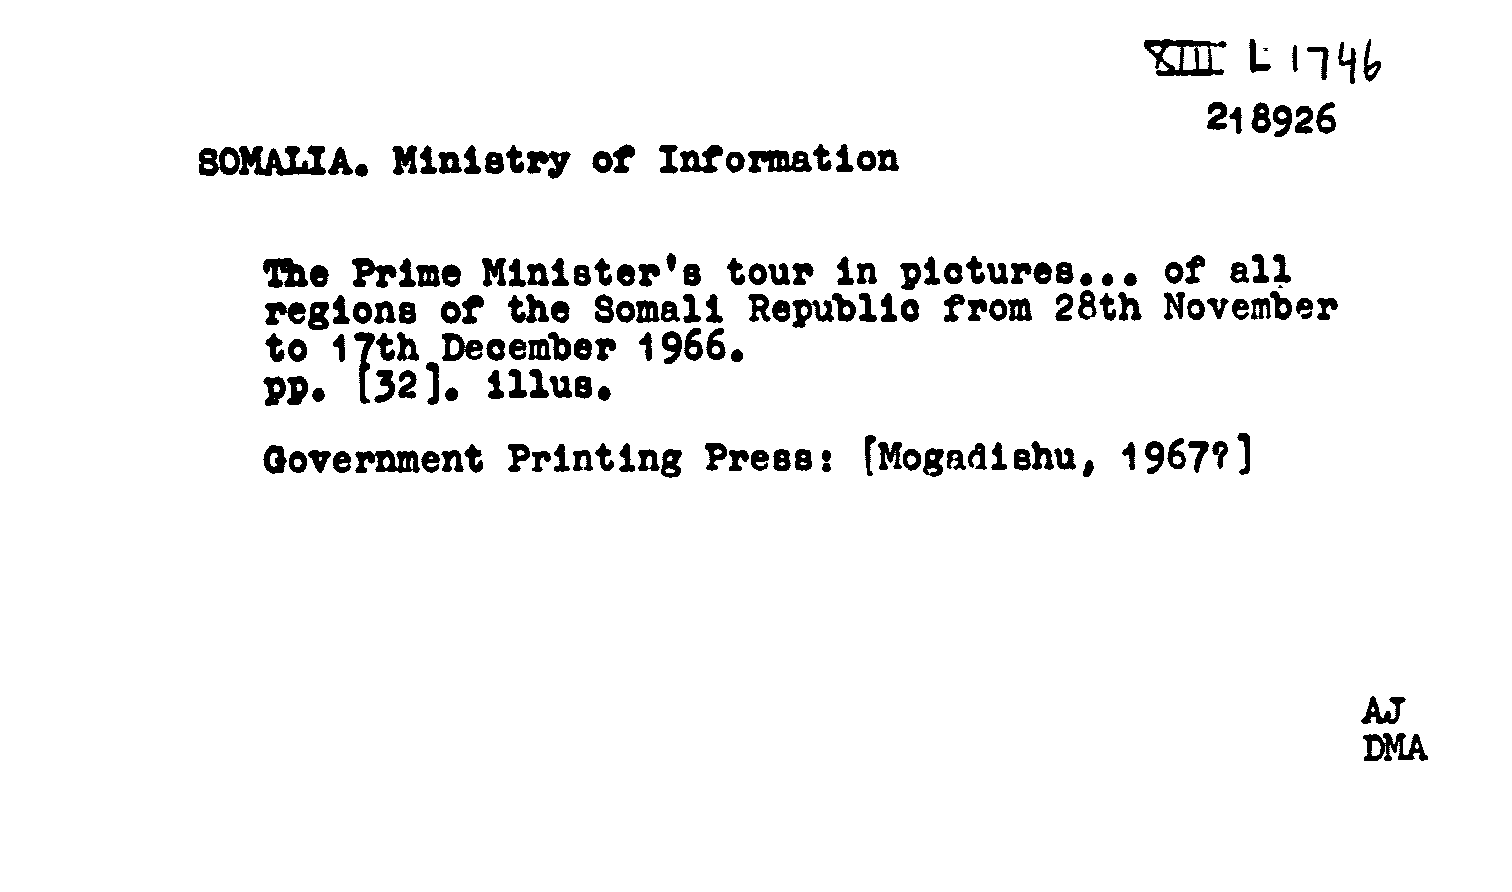 XIII L 1746
218926
SOMALIA. Ministry of Information
The Prime Minister's tour in pictures... of all
regions of the Somali Republic from 28th November
to 17th December 1966.
pp. [32]. illus.
Government Printing Press: [Mogadishu, 1967?]
AJ
DMA